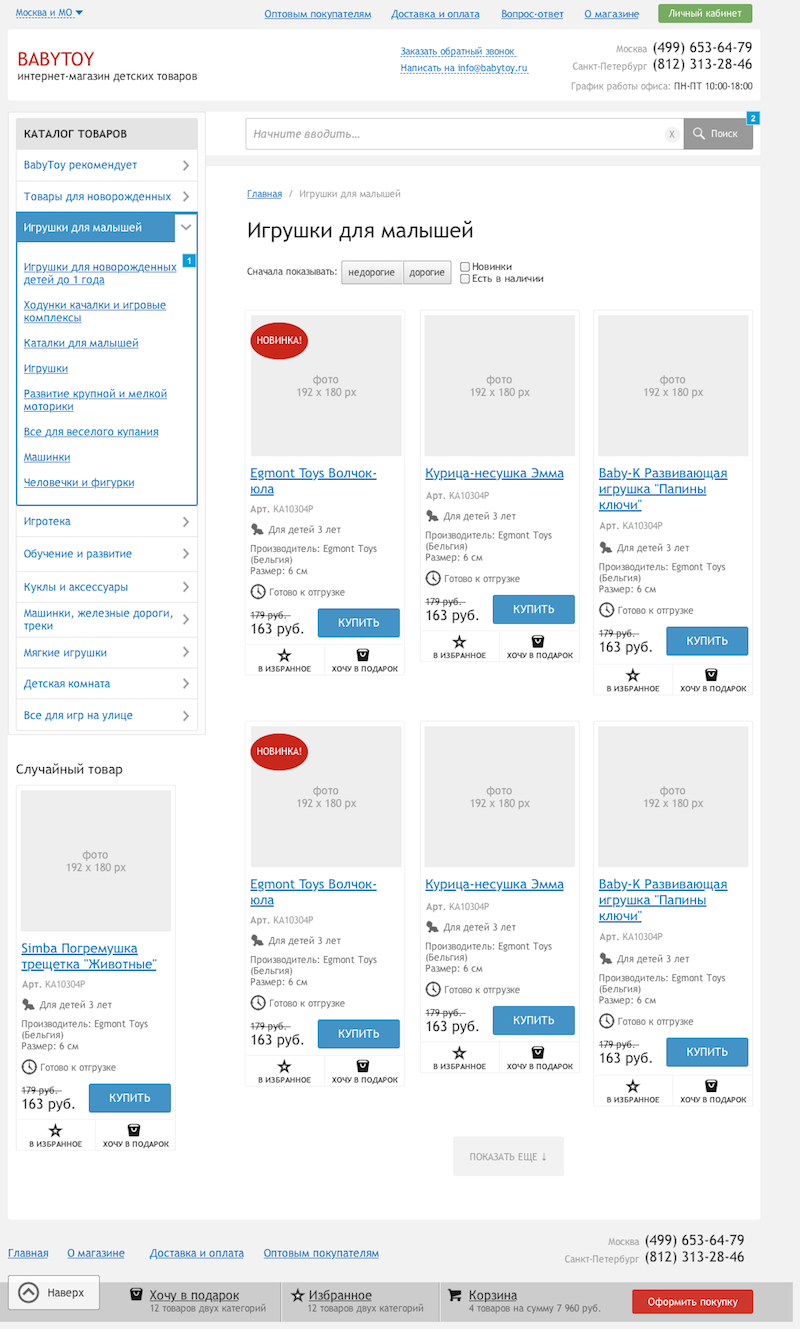 Москва и МО
Оптовым покупателям
Доставка и оплата
Вопрос-ответ
О магазине
Личный кабинет
BABYTOY
интернет-магазин детских товаров
Заказать обратный звонок
Написать на info@babytoy.ru
Москва (499) 653-64-79
Санкт-Петербург (812) 313-28-46
График работы офиса: ПН-ПТ 10:00-18:00
КАТАЛОГ ТОВАРОВ
BabyToy рекомендует
Товары для новорожденных
Игрушки для малышей
1
Игрушки для новорожденных
детей до 1 года
Ходунки качалки и игровые
комплексы
Каталки для малышей
Игрушки
Развитие крупной и мелкой
моторики
Все для веселого купания
Машинки
Человечки и фигурки
Игротека
Обучение и развитие
Куклы и аксессуары
Машинки, железные дороги,
треки
Мягкие игрушки
Детская комната
Все для игр на улице
Случайный товар
фото
192 x 180 px
Simba Погремушка
трещетка "Животные"
Арт. KA10304P
Для детей 3 лет
Производитель: Egmont Toys
(Бельгия)
Размер: 6 см
Готово к отгрузке
179 руб.
163 руб.
КУПИТЬ
В ИЗБРАННОЕ
ХОЧУ В ПОДАРОК
Начните вводить...
X
Поиск
2
Главная / Игрушки для малышей
Игрушки для малышей
Сначала показывать:
недорогие
дорогие
Новинки
Есть в наличии
НОВИНКА!
фото
192 x 180 px
Egmont Toys Волчок-
юла
Арт. KA10304P
Для детей 3 лет
Производитель: Egmont Toys
(Бельгия)
Размер: 6 см
Готово к отгрузке
179 руб.
163 руб.
КУПИТЬ
В ИЗБРАННОЕ
ХОЧУ В ПОДАРОК
фото
192 x 180 px
Курица-несушка Эмма
Арт. KA10304P
Для детей 3 лет
Производитель: Egmont Toys
(Бельгия)
Размер: 6 см
Готово к отгрузке
179 руб.
163 руб.
КУПИТЬ
В ИЗБРАННОЕ
ХОЧУ В ПОДАРОК
фото
192 x 180 px
Baby-K Развивающая
игрушка "Папины
ключи"
Арт. KA10304P
Для детей 3 лет
Производитель: Egmont Toys
(Бельгия)
Размер: 6 см
Готово к отгрузке
179 руб.
163 руб.
КУПИТЬ
В ИЗБРАННОЕ
ХОЧУ В ПОДАРОК
НОВИНКА!
фото
192 x 180 px
Egmont Toys Волчок-
юла
Арт. KA10304P
Для детей 3 лет
Производитель: Egmont Toys
(Бельгия)
Размер: 6 см
Готово к отгрузке
179 руб.
163 руб.
КУПИТЬ
В ИЗБРАННОЕ
ХОЧУ В ПОДАРОК
фото
192 x 180 px
Курица-несушка Эмма
Арт. KA10304P
Для детей 3 лет
Производитель: Egmont Toys
(Бельгия)
Размер: 6 см
Готово к отгрузке
179 руб.
163 руб.
КУПИТЬ
В ИЗБРАННОЕ
ХОЧУ В ПОДАРОК
фото
192 x 180 px
Baby-K Развивающая
игрушка "Папины
ключи"
Арт. KA10304P
Для детей 3 лет
Производитель: Egmont Toys
(Бельгия)
Размер: 6 см
Готово к отгрузке
179 руб.
163 руб.
КУПИТЬ
В ИЗБРАННОЕ
ХОЧУ В ПОДАРОК
ПОКАЗАТЬ ЕЩЕ ↓
Главная
О магазине
Доставка и оплата
Оптовым покупателям
Москва (499) 653-64-79
Санкт-Петербург (812) 313-28-46
Наверх
Хочу в подарок
12 товаров двух категорий
Избранное
12 товаров двух категорий
Корзина
4 товаров на сумму 7 960 руб.
Оформить покупку